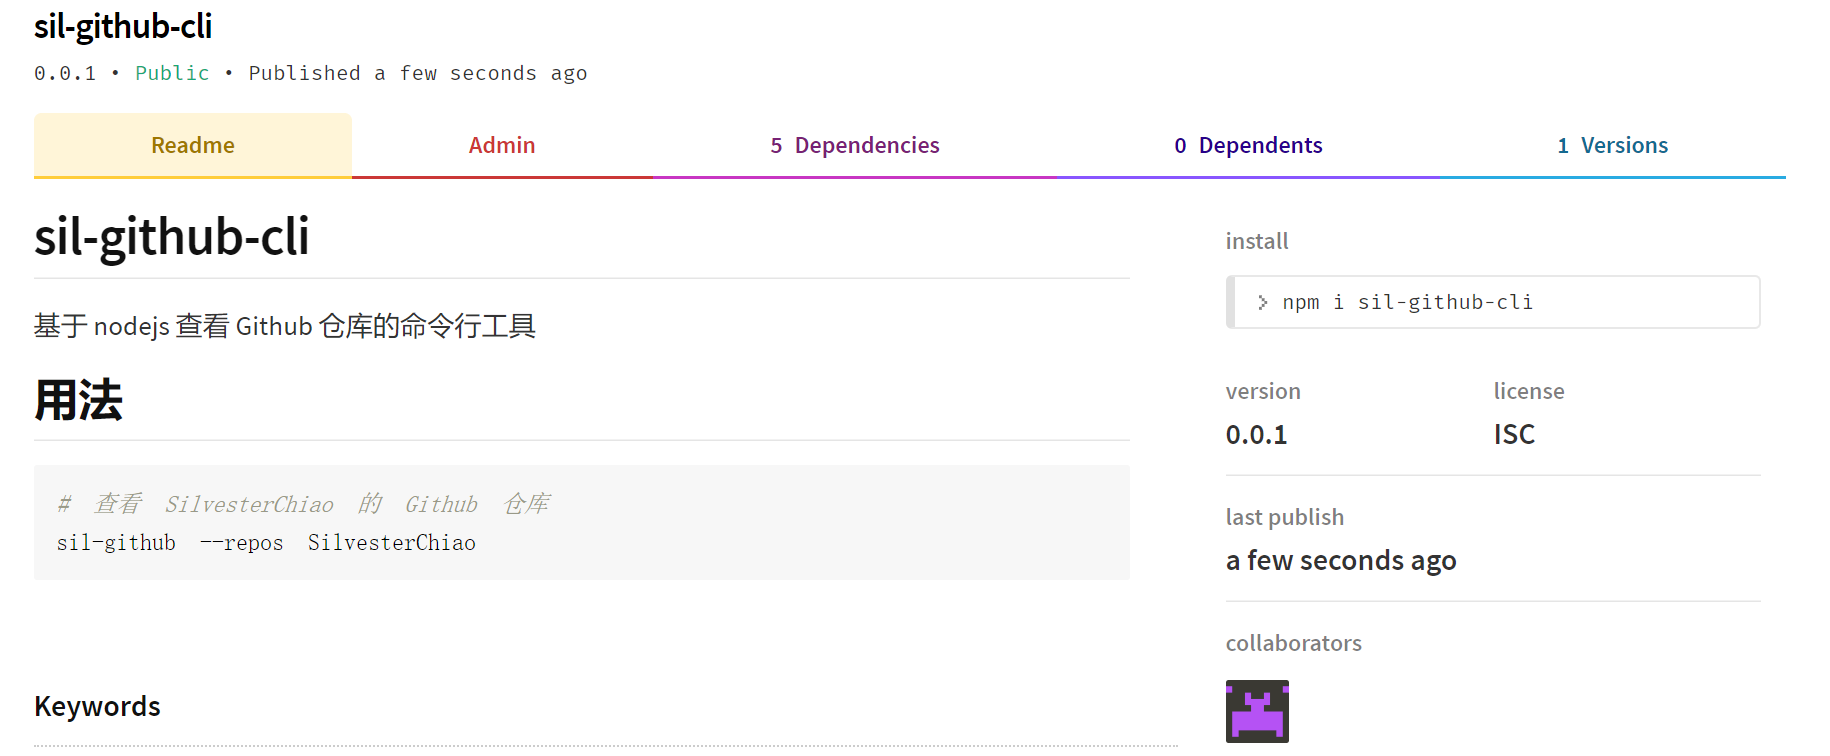 sil-github-cli
0.0.1 • Public • Published a few seconds ago
Readme
Admin
5 Dependencies
0 Dependents
1 Versions
sil-github-cli
基于 nodejs 查看 Github 仓库的命令行工具
用法
# 查看 SilvesterChiao 的 Github 仓库
sil-github --repos SilvesterChiao
Keywords
install
> npm i sil-github-cli
version
license
0.0.1
ISC
last publish
a few seconds ago
collaborators